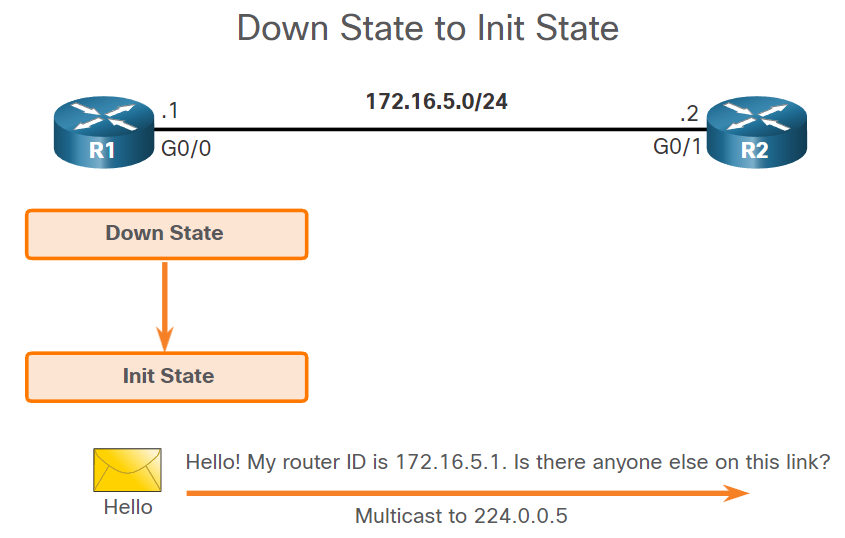 Down State to Init State
172.16.5.0/24
.1
.2
R1
G0/0
G0/1
R2
Down State
Init State
Hello! My router ID is 172.16.5.1. Is there anyone else on this link?
Hello
Multicast to 224.0.0.5